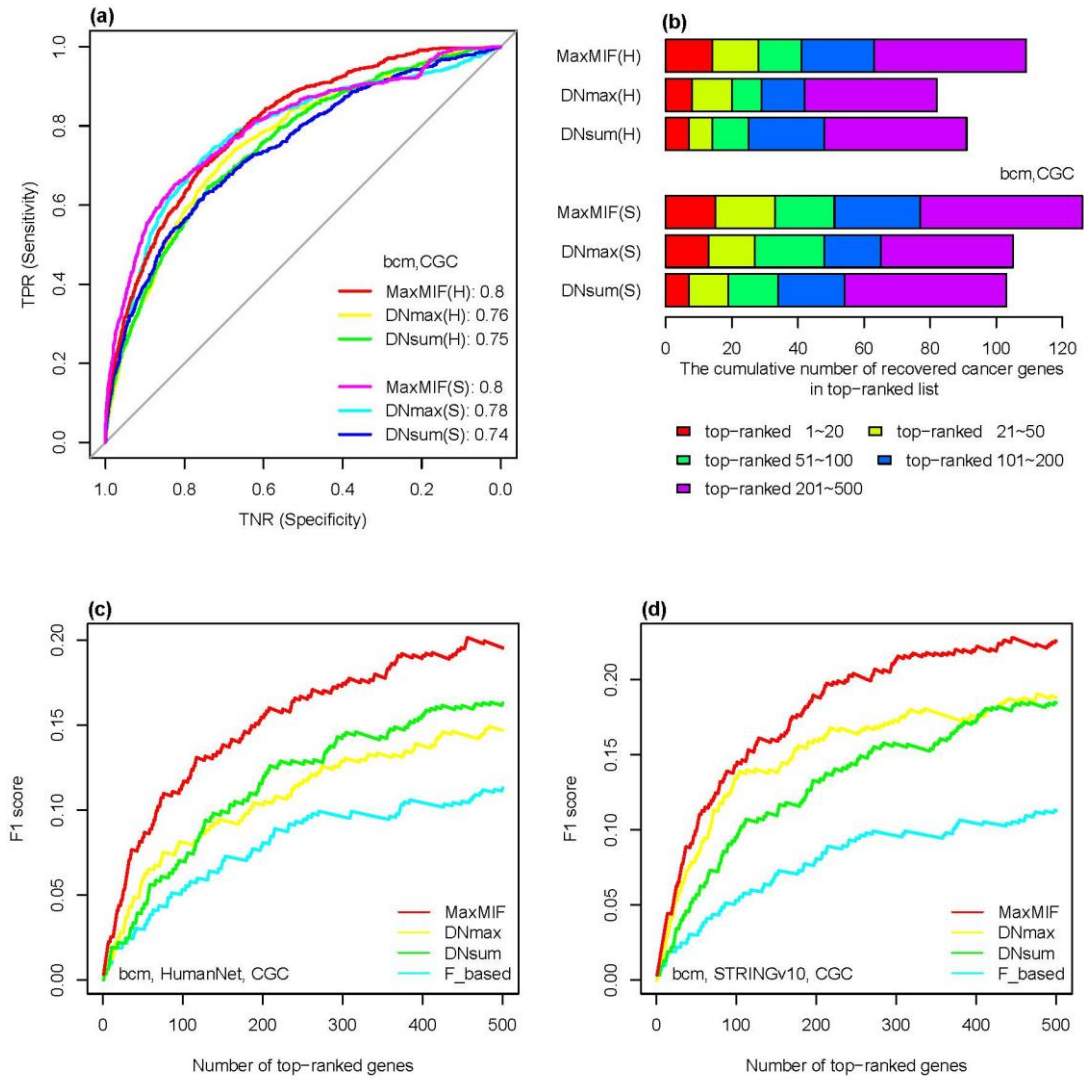 (a)
1.0
0.8
0.6
0.4
0.2
0.0
TPR (Sensitivity)
bcm,CGC
MaxMIF(H): 0.8
DNmax(H): 0.76
DNsum(H): 0.75
MaxMIF(S): 0.8
DNmax(S): 0.78
DNsum(S): 0.74
1.0 0.8 0.6 0.4 0.2 0.0
TNR (Specificity)
(b)
MaxMIF(H)
DNmax(H)
DNsum(H)
bcm,CGC
MaxMIF(S)
DNmax(S)
DNsum(S)
0 20 40 60 80 100 120
The cumulative number of recovered cancer genes
in top-ranked list
top-ranked 1~20 top-ranked 21~50
top-ranked 51~100 top-ranked 101~200
top-ranked 201~500
(c)
0.20
0.15
0.10
0.05
0.00
F1 score
MaxMIF
DNmax
DNsum
F_based
bcm, HumanNet, CGC
0 100 200 300 400 500
Number of top-ranked genes
(d)
0.20
0.15
0.10
0.05
0.00
F1 score
MaxMIF
DNmax
DNsum
F_based
bcm, STRINGv10, CGC
0 100 200 300 400 500
Number of top-ranked genes